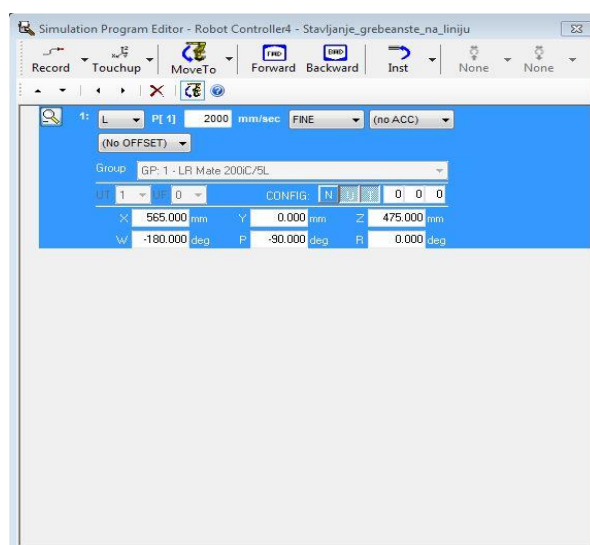 Simulation Program Editor - Robot Controller4 - Stavljanje_grebeanste_na_liniju
FWD BWD
Record Touchup MoveTo Forward Backward Inst None None
1: L P[ 1] 2000 mm/sec FINE (no ACC)
(No OFFSET)
Group GP: 1 - LR Mate 200iC/5L
UT: 1 UF: 0 CONFIG: N U T 0 0 0
X 565.000 mm Y 0.000 mm Z 475.000 mm
W -180.000 deg P -90.000 deg R 0.000 deg